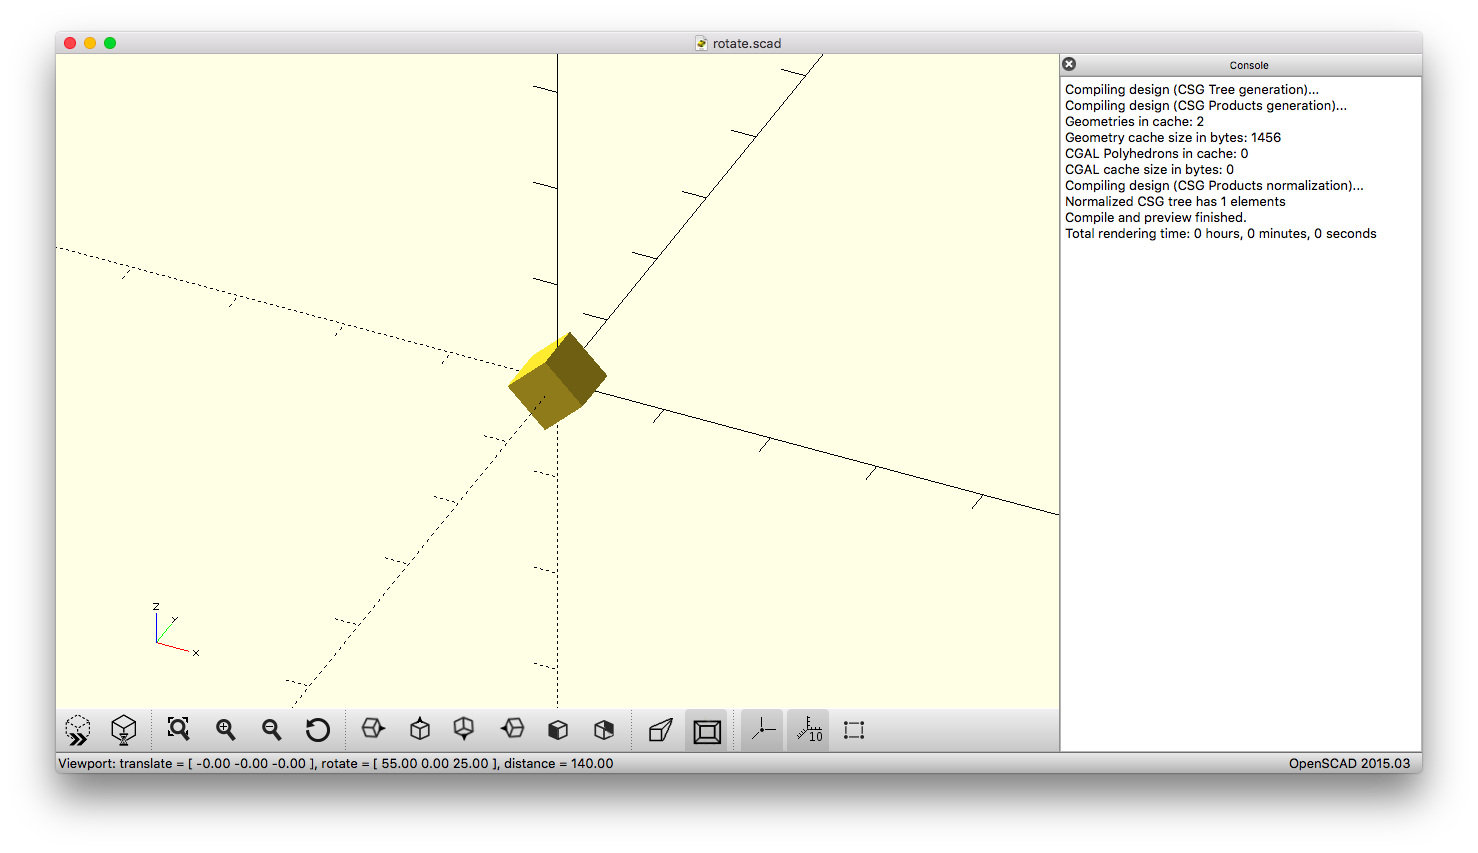 rotate.scad
Console
Compiling design (CSG Tree generation)...
Compiling design (CSG Products generation)...
Geometries in cache: 2
Geometry cache size in bytes: 1456
CGAL Polyhedrons in cache: 0
CGAL cache size in bytes: 0
Compiling design (CSG Products normalization)...
Normalized CSG tree has 1 elements
Compile and preview finished.
Total rendering time: 0 hours, 0 minutes, 0 seconds
z
y
x
10
Viewport: translate = [ -0.00 -0.00 -0.00 ], rotate = [ 55.00 0.00 25.00 ], distance = 140.00
OpenSCAD 2015.03